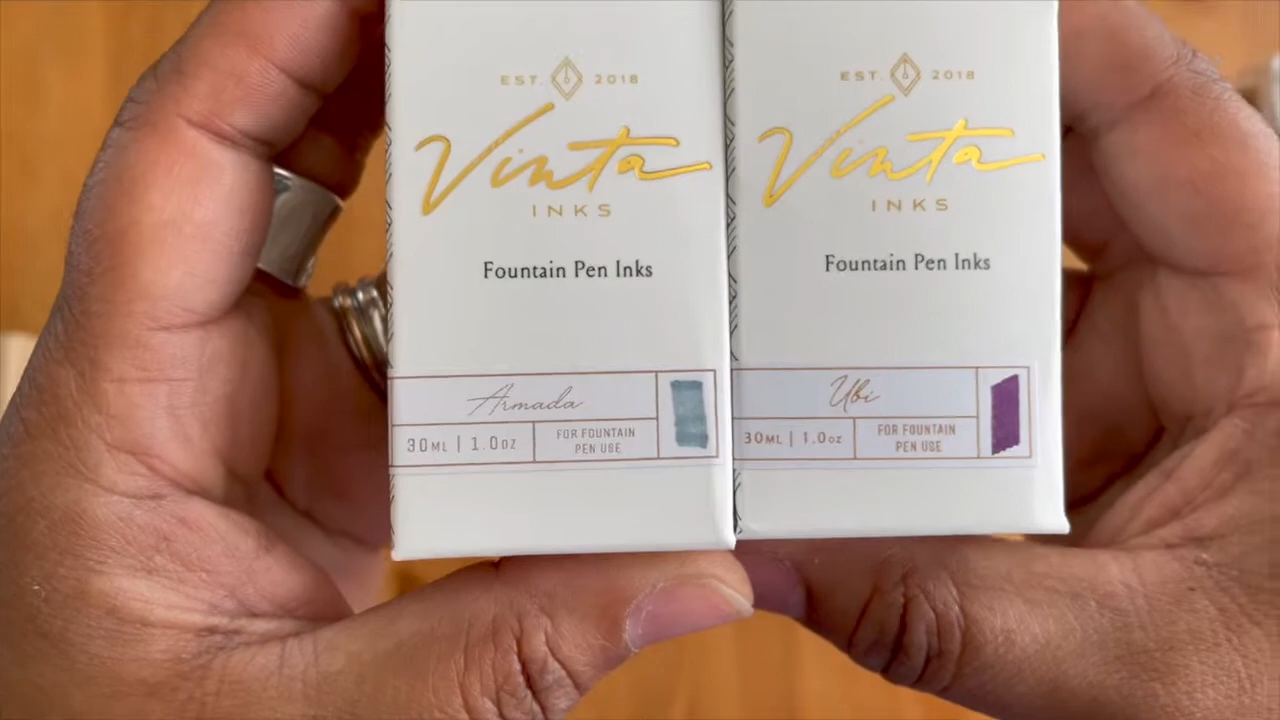 EST. 2018
Vinta
INKS
Fountain Pen Inks
Armada
30ML | 1.0oz
FOR FOUNTAIN
PEN USE
EST. 2018
Vinta
INKS
Fountain Pen Inks
Ubi
30ML | 1.0oz
FOR FOUNTAIN
PEN USE